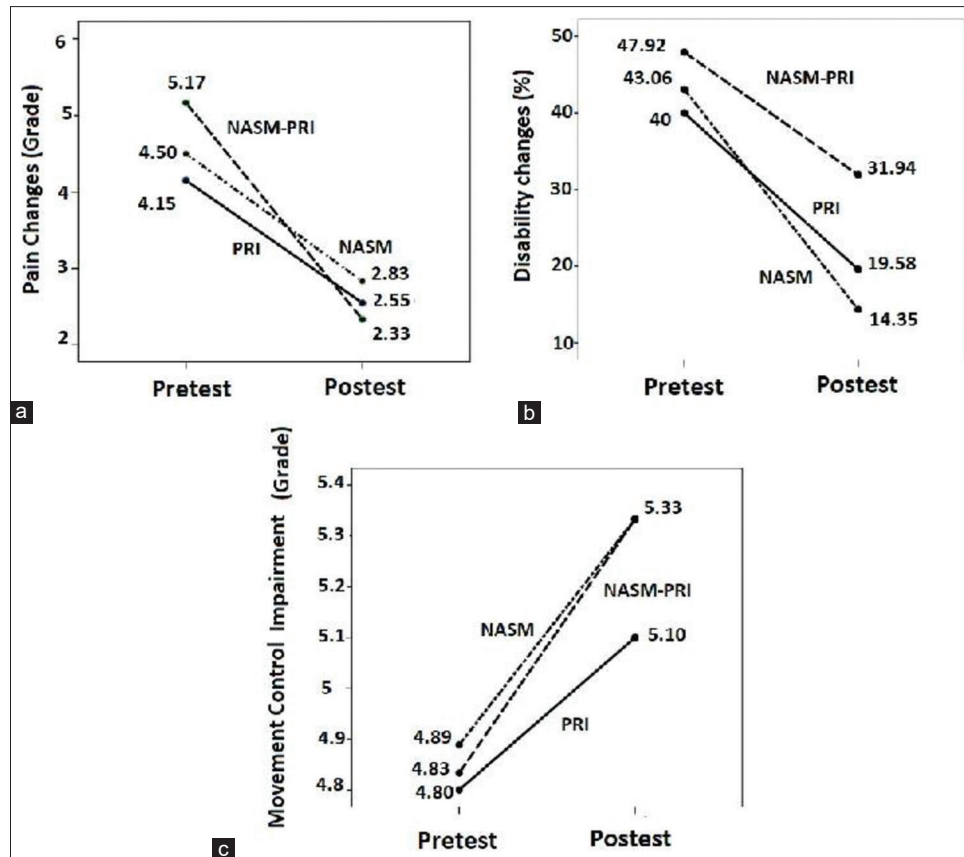 Pain Changes (Grade)
6
5
4
3
2
5.17
4.50
4.15
NASM-PRI
PRI
NASM
2.83
2.55
2.33
Pretest
Postest
a
Disability changes (%)
50
40
30
20
10
47.92
43.06
40
NASM-PRI
31.94
PRI
19.58
NASM
14.35
Pretest
Postest
b
Movement Control Impairment (Grade)
5.4
5.3
5.2
5.1
5
4.9
4.8
5.33
NASM
NASM-PRI
5.10
PRI
4.89
4.83
4.80
Pretest
Postest
c